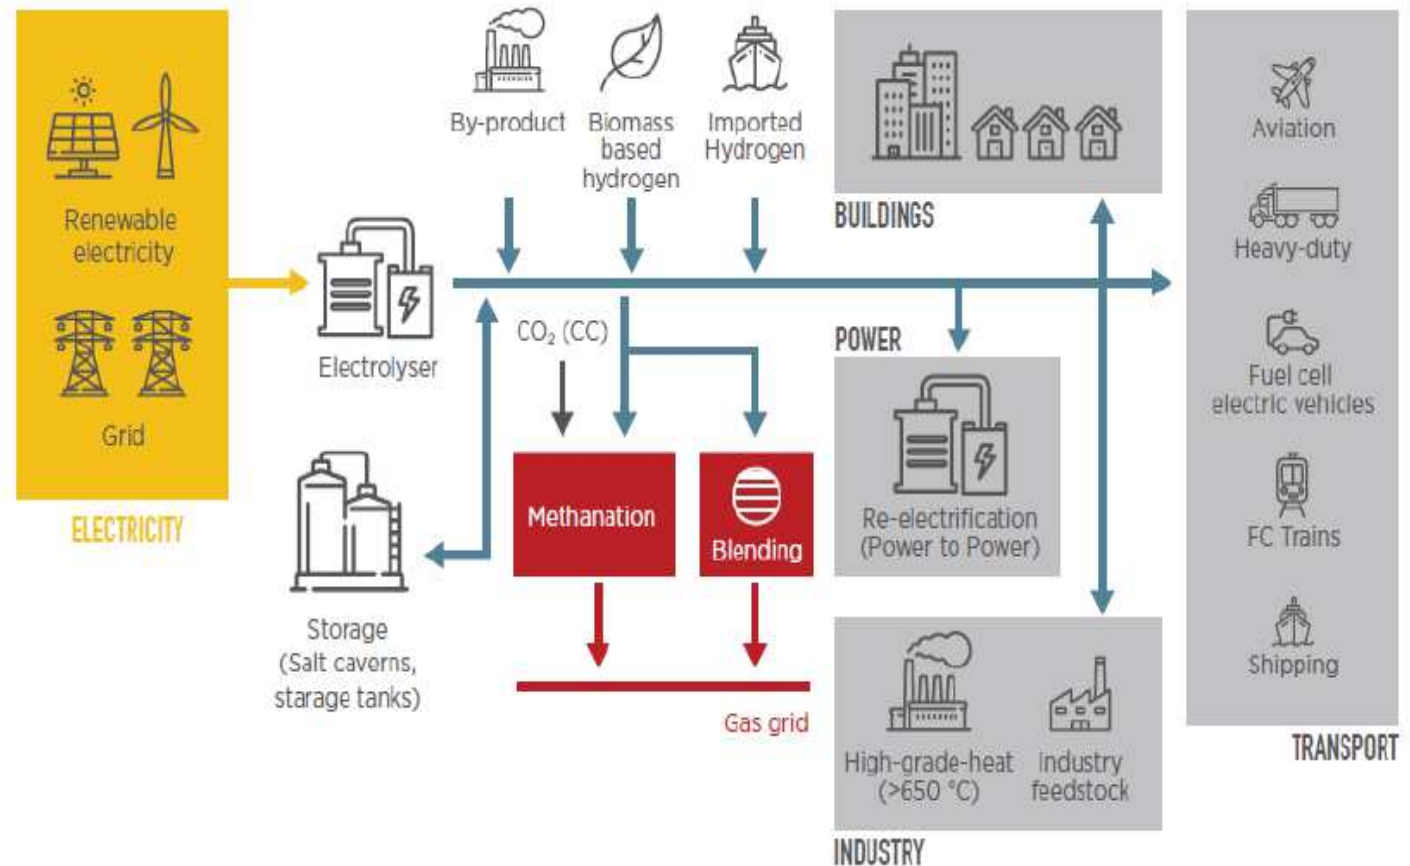 Renewable
electricity
Grid
ELECTRICITY
Electrolyser
Storage
(Salt caverns,
starage tanks)
By-product
Biomass
based
hydrogen
Imported
Hydrogen
CO₂ (CC)
Methanation
Blending
Gas grid
BUILDINGS
POWER
Re-electrification
(Power to Power)
High-grade-heat
(>650 °C)
Industry
feedstock
INDUSTRY
Aviation
Heavy-duty
Fuel cell
electric vehicles
FC Trains
Shipping
TRANSPORT